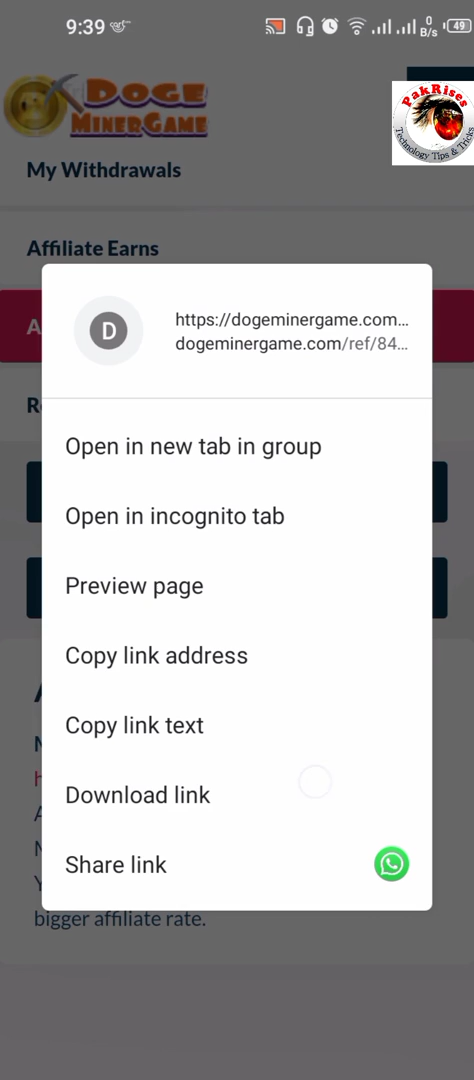 9:39
0
B/s
49
DOGE
MINERGAME
PakRises
Technology Tips & Tricks
My Withdrawals
Affiliate Earns
A
D
https://dogeminergame.com...
dogeminergame.com/ref/84...
R
Open in new tab in group
Open in incognito tab
Preview page
Copy link address
Copy link text
Download link
Share link
bigger affiliate rate.